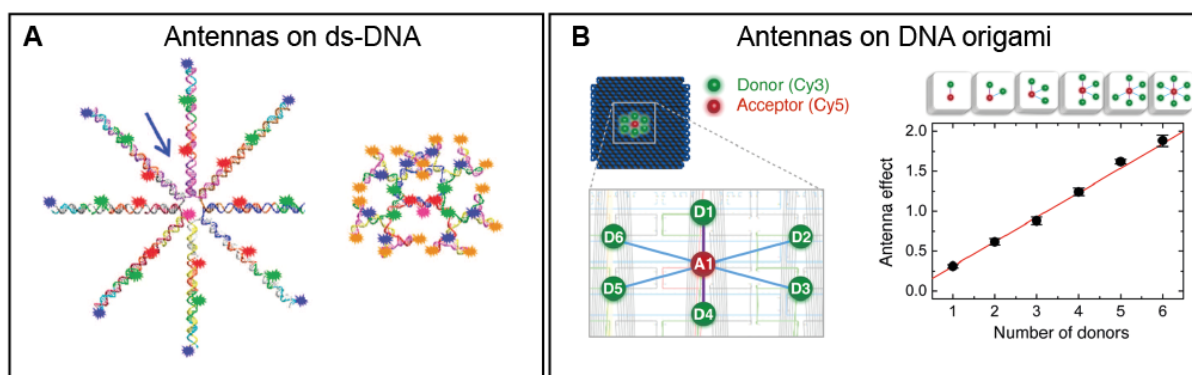 A Antennas on ds-DNA
B Antennas on DNA origami
Donor (Cy3)
Acceptor (Cy5)
D1
D6
D2
A1
D5
D3
D4
2.0
1.5
1.0
0.5
0.0
Antenna effect
1 2 3 4 5 6
Number of donors